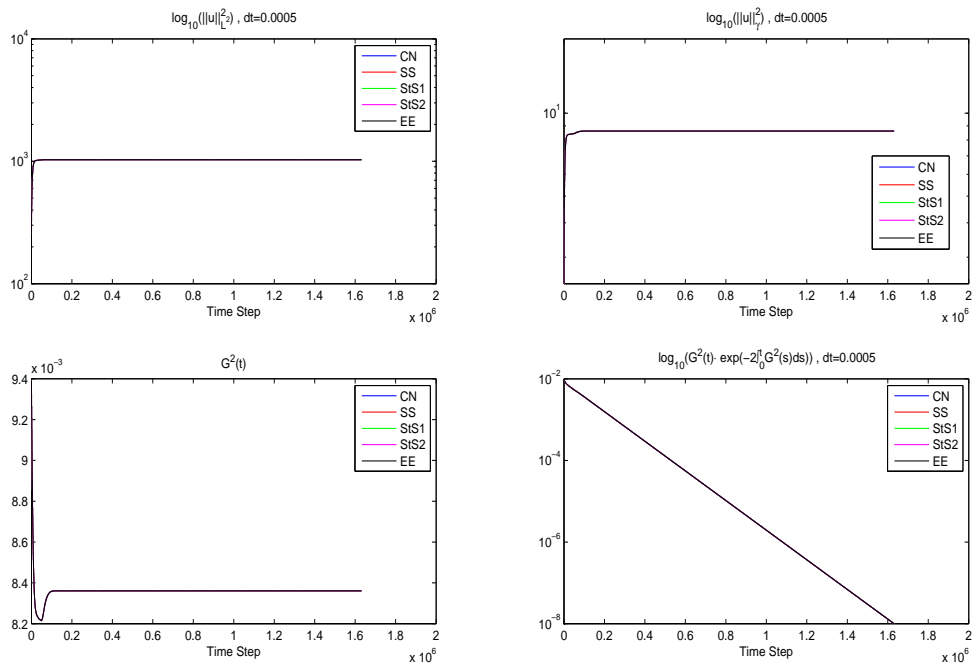 log₁₀(||u||²_L²) , dt=0.0005
10⁴
10³
10²
CN
SS
StS1
StS2
EE
0 0.2 0.4 0.6 0.8 1 1.2 1.4 1.6 1.8 2
Time Step
x 10⁶
log₁₀(||u||²_γ) , dt=0.0005
10¹
CN
SS
StS1
StS2
EE
0 0.2 0.4 0.6 0.8 1 1.2 1.4 1.6 1.8 2
Time Step
x 10⁶
G²(t)
x 10⁻³
9.4
9.2
9
8.8
8.6
8.4
8.2
CN
SS
StS1
StS2
EE
0 0.2 0.4 0.6 0.8 1 1.2 1.4 1.6 1.8 2
Time Step
x 10⁶
log₁₀(G²(t)· exp(-2∫₀ᵗG²(s)ds)) , dt=0.0005
10⁻²
10⁻⁴
10⁻⁶
10⁻⁸
CN
SS
StS1
StS2
EE
0 0.2 0.4 0.6 0.8 1 1.2 1.4 1.6 1.8 2
Time Step
x 10⁶